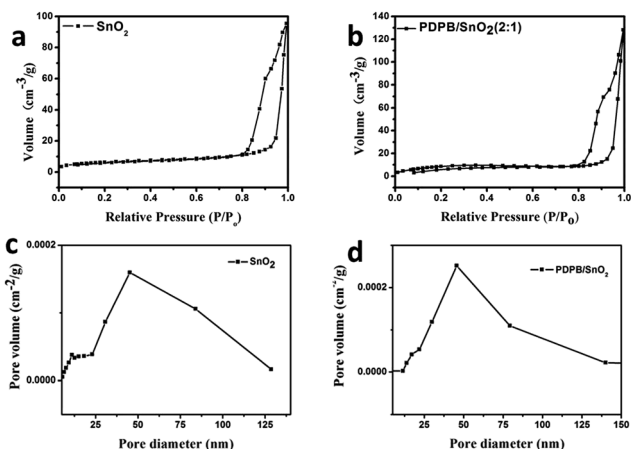 a
SnO₂
Volume (cm⁻³/g)
100
80
60
40
20
0
0.0 0.2 0.4 0.6 0.8 1.0
Relative Pressure (P/Pₒ)
b
PDPB/SnO₂(2:1)
Volume (cm⁻³/g)
140
120
100
80
60
40
20
0
-10
0.0 0.2 0.4 0.6 0.8 1.0
Relative Pressure (P/Po)
c
SnO₂
Pore volume (cm⁻²/g)
0.0002
0.0000
25 50 75 100 125
Pore diameter (nm)
d
PDPB/SnO₂
Pore volume (cm⁻²/g)
0.0002
0.0000
25 50 75 100 125 150
Pore diameter (nm)